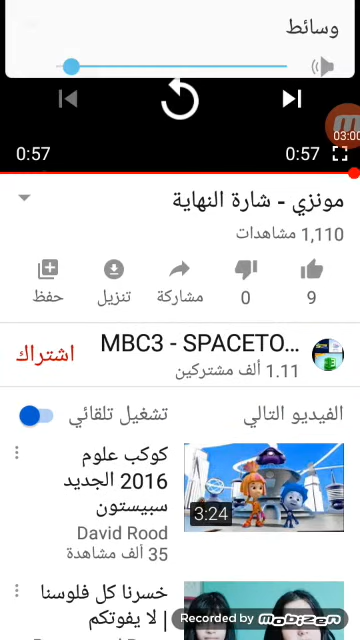 وسائط
03:00
0:57
0:57
مونزي - شارة النهاية
1,110 مشاهدات
9
0
مشاركة
تنزيل
حفظ
MBC3 - SPACETO...
1.11 ألف مشتركين
اشتراك
الفيديو التالي
تشغيل تلقائي
كوكب علوم
2016 الجديد
سبيستون
David Rood
35 ألف مشاهدة
3:24
خسرنا كل فلوسنا
| لا يفوتكم
Recorded by mobizen